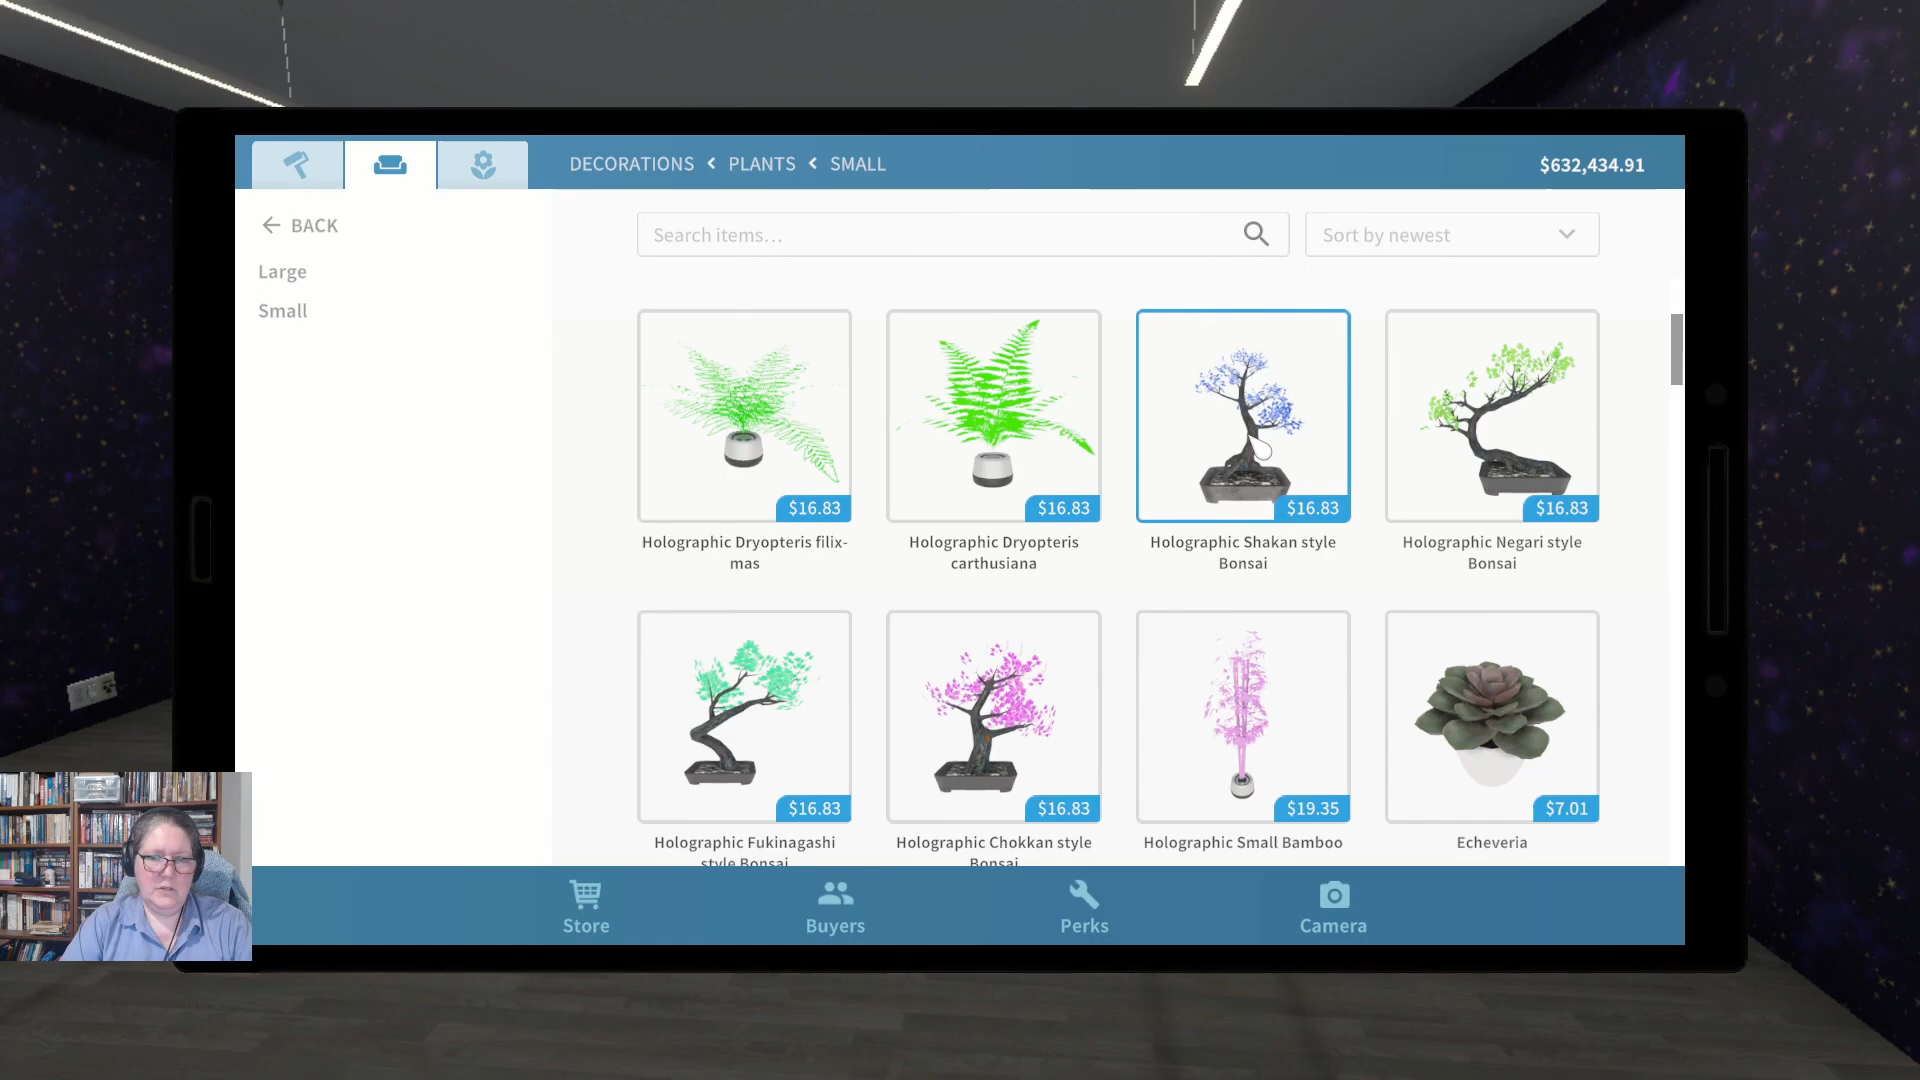 DECORATIONS < PLANTS < SMALL
$632,434.91
BACK
Large
Small
Search items...
Sort by newest
$16.83
$16.83
$16.83
$16.83
Holographic Dryopteris filix-
mas
Holographic Dryopteris
carthusiana
Holographic Shakan style
Bonsai
Holographic Negari style
Bonsai
$16.83
$16.83
$19.35
$7.01
Holographic Fukinagashi
style Bonsai
Holographic Chokkan style
Bonsai
Holographic Small Bamboo
Echeveria
Store
Buyers
Perks
Camera